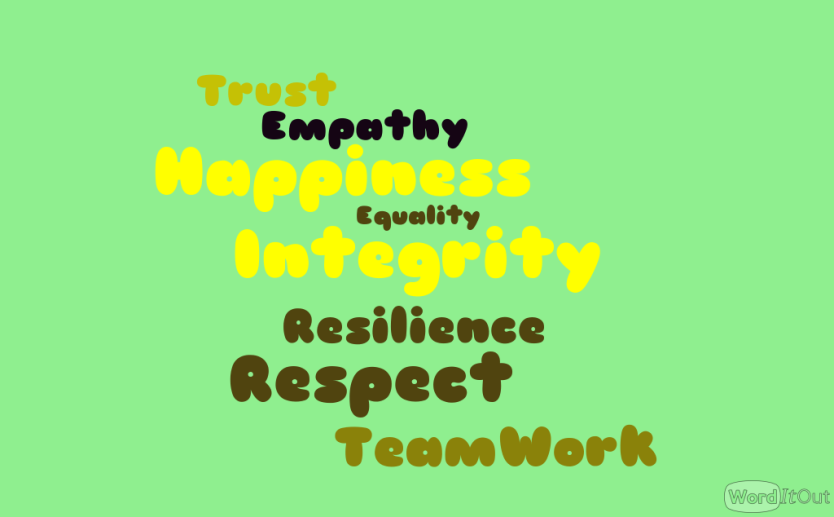 Trust
Empathy
Happiness
Equality
Integrity
Resilience
Respect
TeamWork
WordItOut